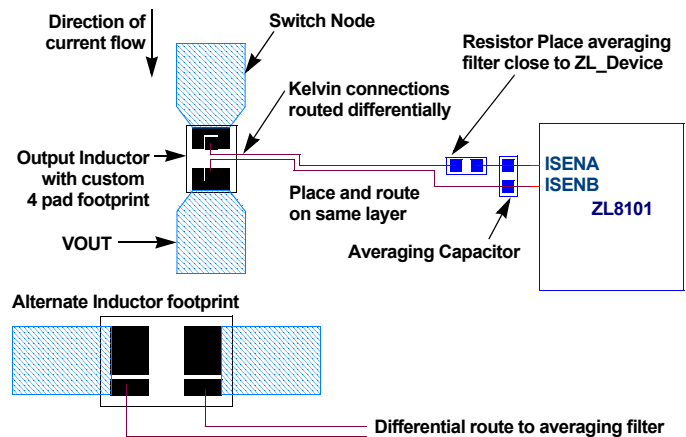 Direction of
current flow
Switch Node
Resistor Place averaging
filter close to ZL_Device
Kelvin connections
routed differentially
Output Inductor
with custom
4 pad footprint
ISENA
ISENB
ZL8101
Place and route
on same layer
VOUT
Averaging Capacitor
Alternate Inductor footprint
Differential route to averaging filter